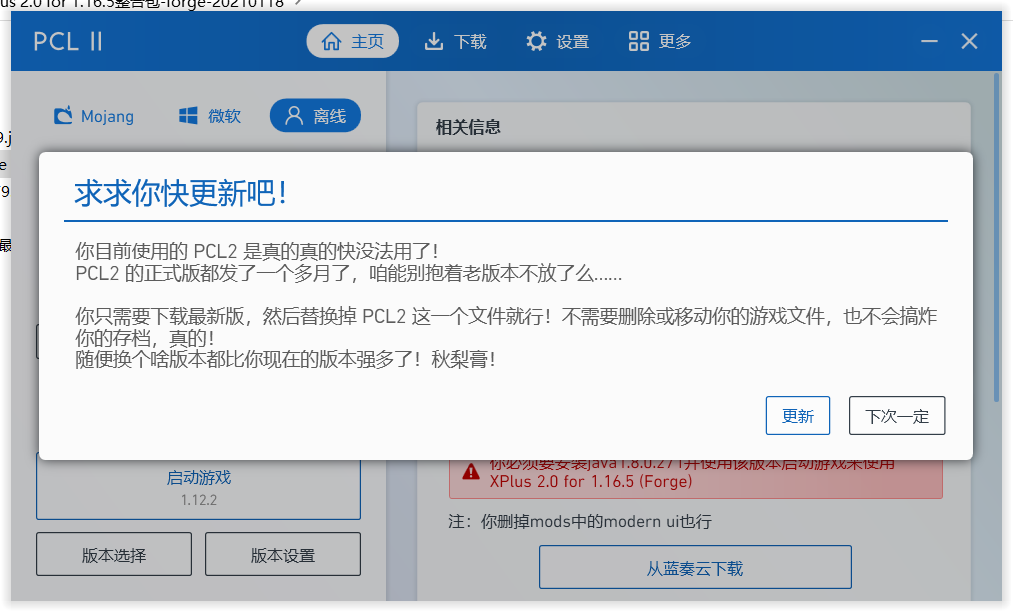 us 2.0 for 1.16.5整合包-forge-20210118
PCL II
主页
下载
设置
更多
Mojang
微软
离线
相关信息
求求你快更新吧！
你目前使用的 PCL2 是真的真的快没法用了！
PCL2 的正式版都发了一个多月了，咱能别抱着老版本不放了么……
你只需要下载最新版，然后替换掉 PCL2 这一个文件就行！不需要删除或移动你的游戏文件，也不会搞炸
你的存档，真的！
随便换个啥版本都比你现在的版本强多了！秋梨膏！
更新
下次一定
启动游戏
1.12.2
版本选择
版本设置
你必须要安装java1.8.0.271并使用该版本启动游戏来使用
XPlus 2.0 for 1.16.5 (Forge)
注：你删掉mods中的modern ui也行
从蓝奏云下载